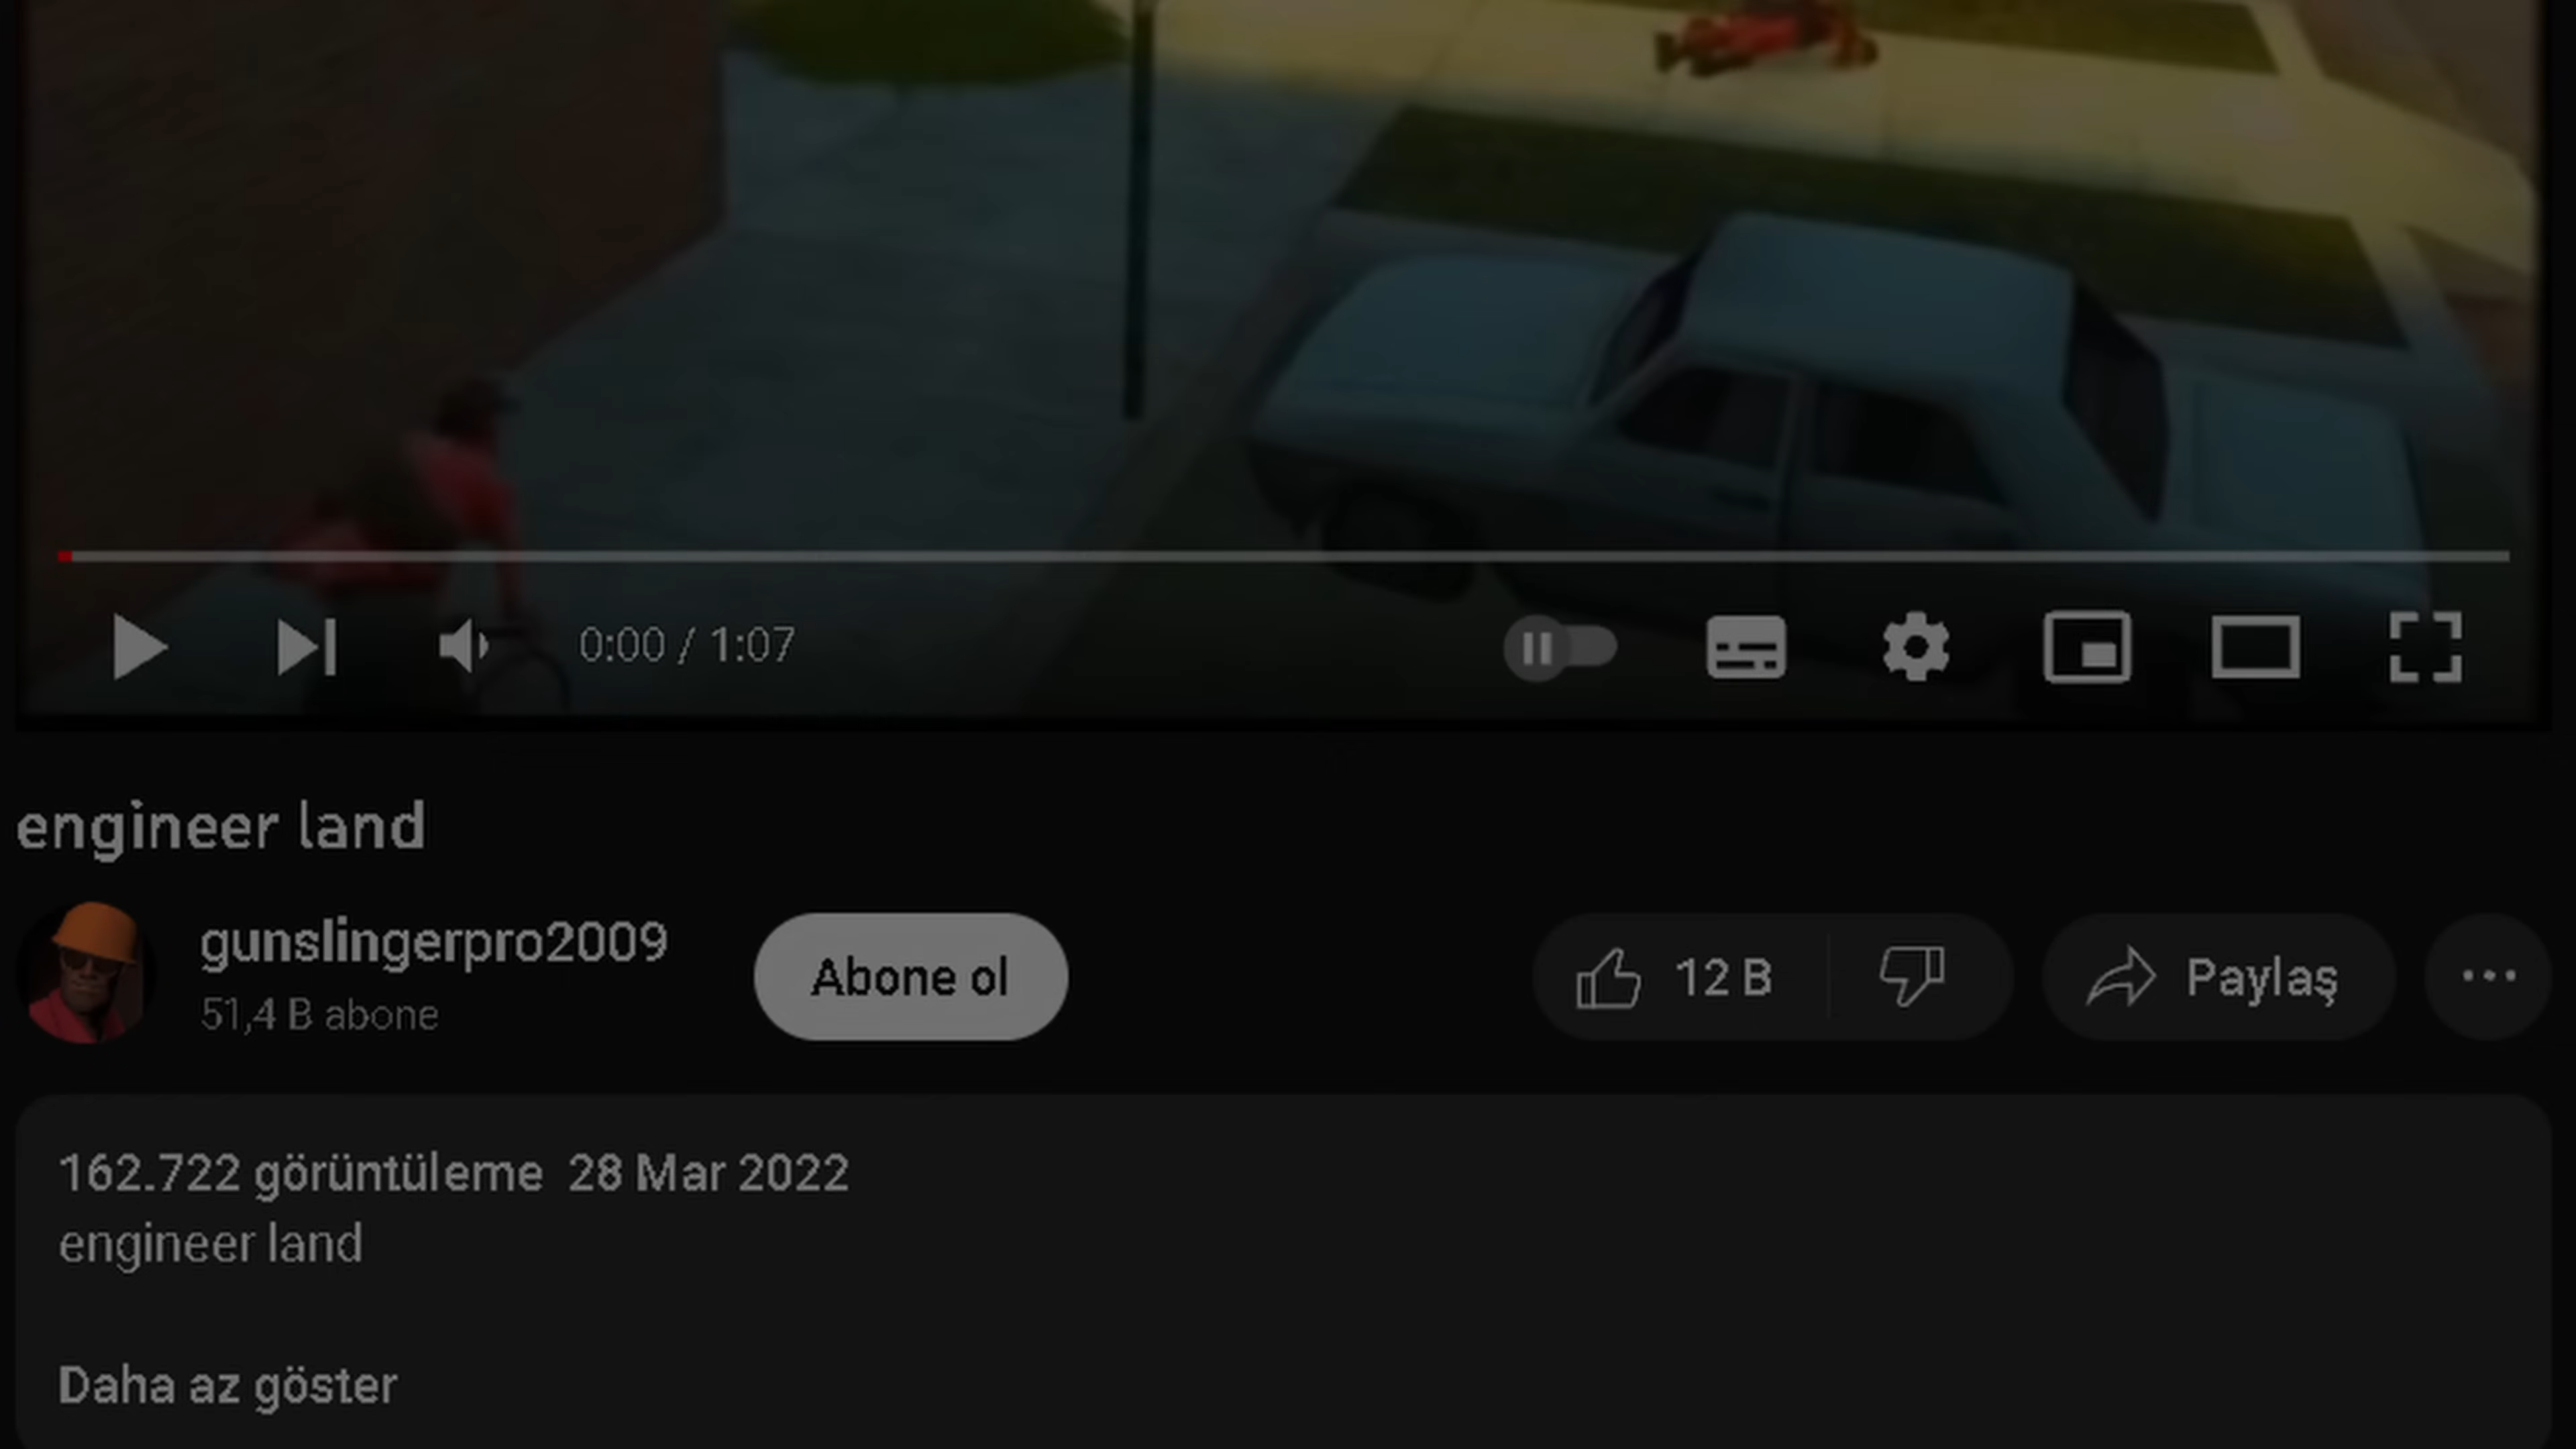 0:00 / 1:07
engineer land
gunslingerpro2009
51,4 B abone
Abone ol
12 B
Paylaş
162.722 görüntüleme 28 Mar 2022
engineer land
Daha az göster